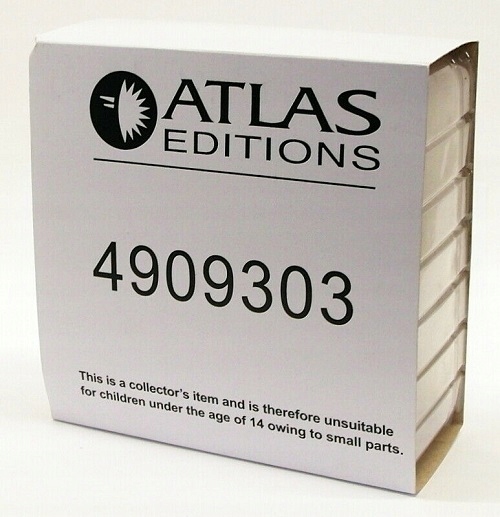 ATLAS
EDITIONS
4909303
This is a collector's item and is therefore unsuitable
for children under the age of 14 owing to small parts.